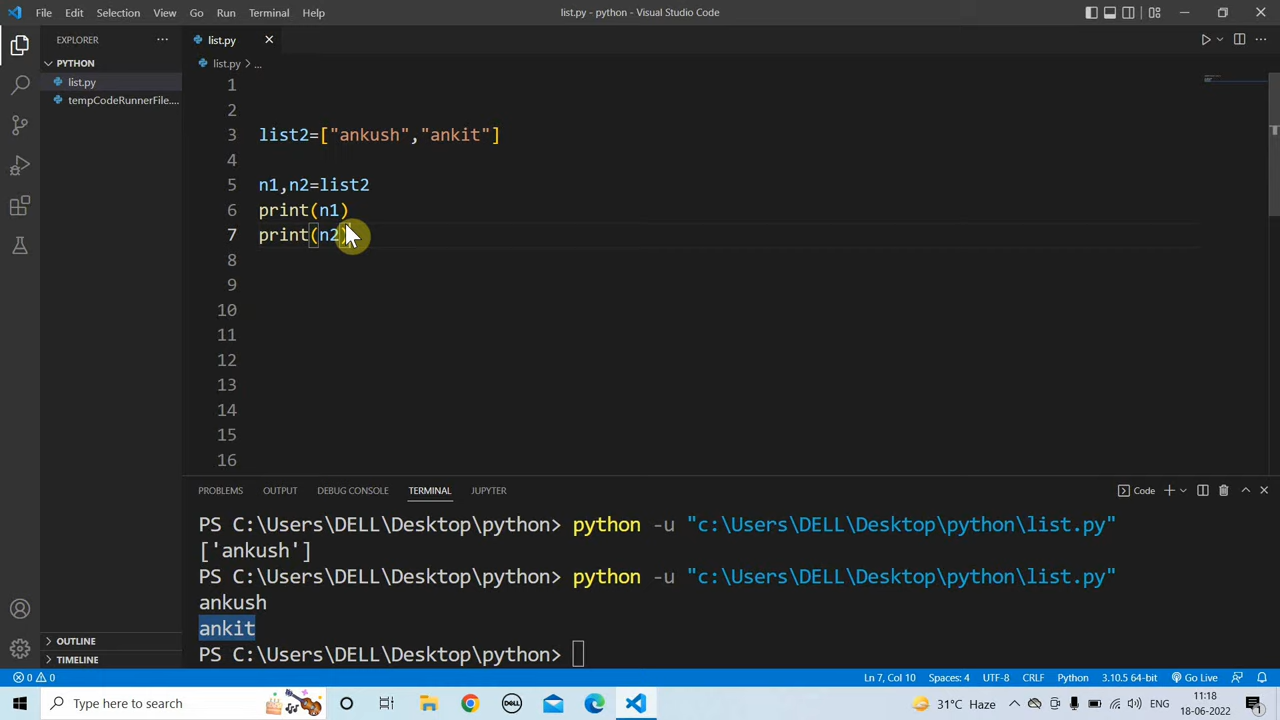 File Edit Selection View Go Run Terminal Help
list.py - python - Visual Studio Code
EXPLORER
PYTHON
list.py
tempCodeRunnerFile....
list.py
list.py > ...
1
2
3 list2=["ankush","ankit"]
4
5 n1,n2=list2
6 print(n1)
7 print(n2)
8
9
10
11
12
13
14
15
16
PROBLEMS OUTPUT DEBUG CONSOLE TERMINAL JUPYTER
Code
PS C:\Users\DELL\Desktop\python> python -u "c:\Users\DELL\Desktop\python\list.py"
['ankush']
PS C:\Users\DELL\Desktop\python> python -u "c:\Users\DELL\Desktop\python\list.py"
ankush
ankit
PS C:\Users\DELL\Desktop\python>
OUTLINE
TIMELINE
0 0
Ln 7, Col 10 Spaces: 4 UTF-8 CRLF Python 3.10.5 64-bit Go Live
Type here to search
DELL
31°C Haze
ENG
11:18
18-06-2022
1